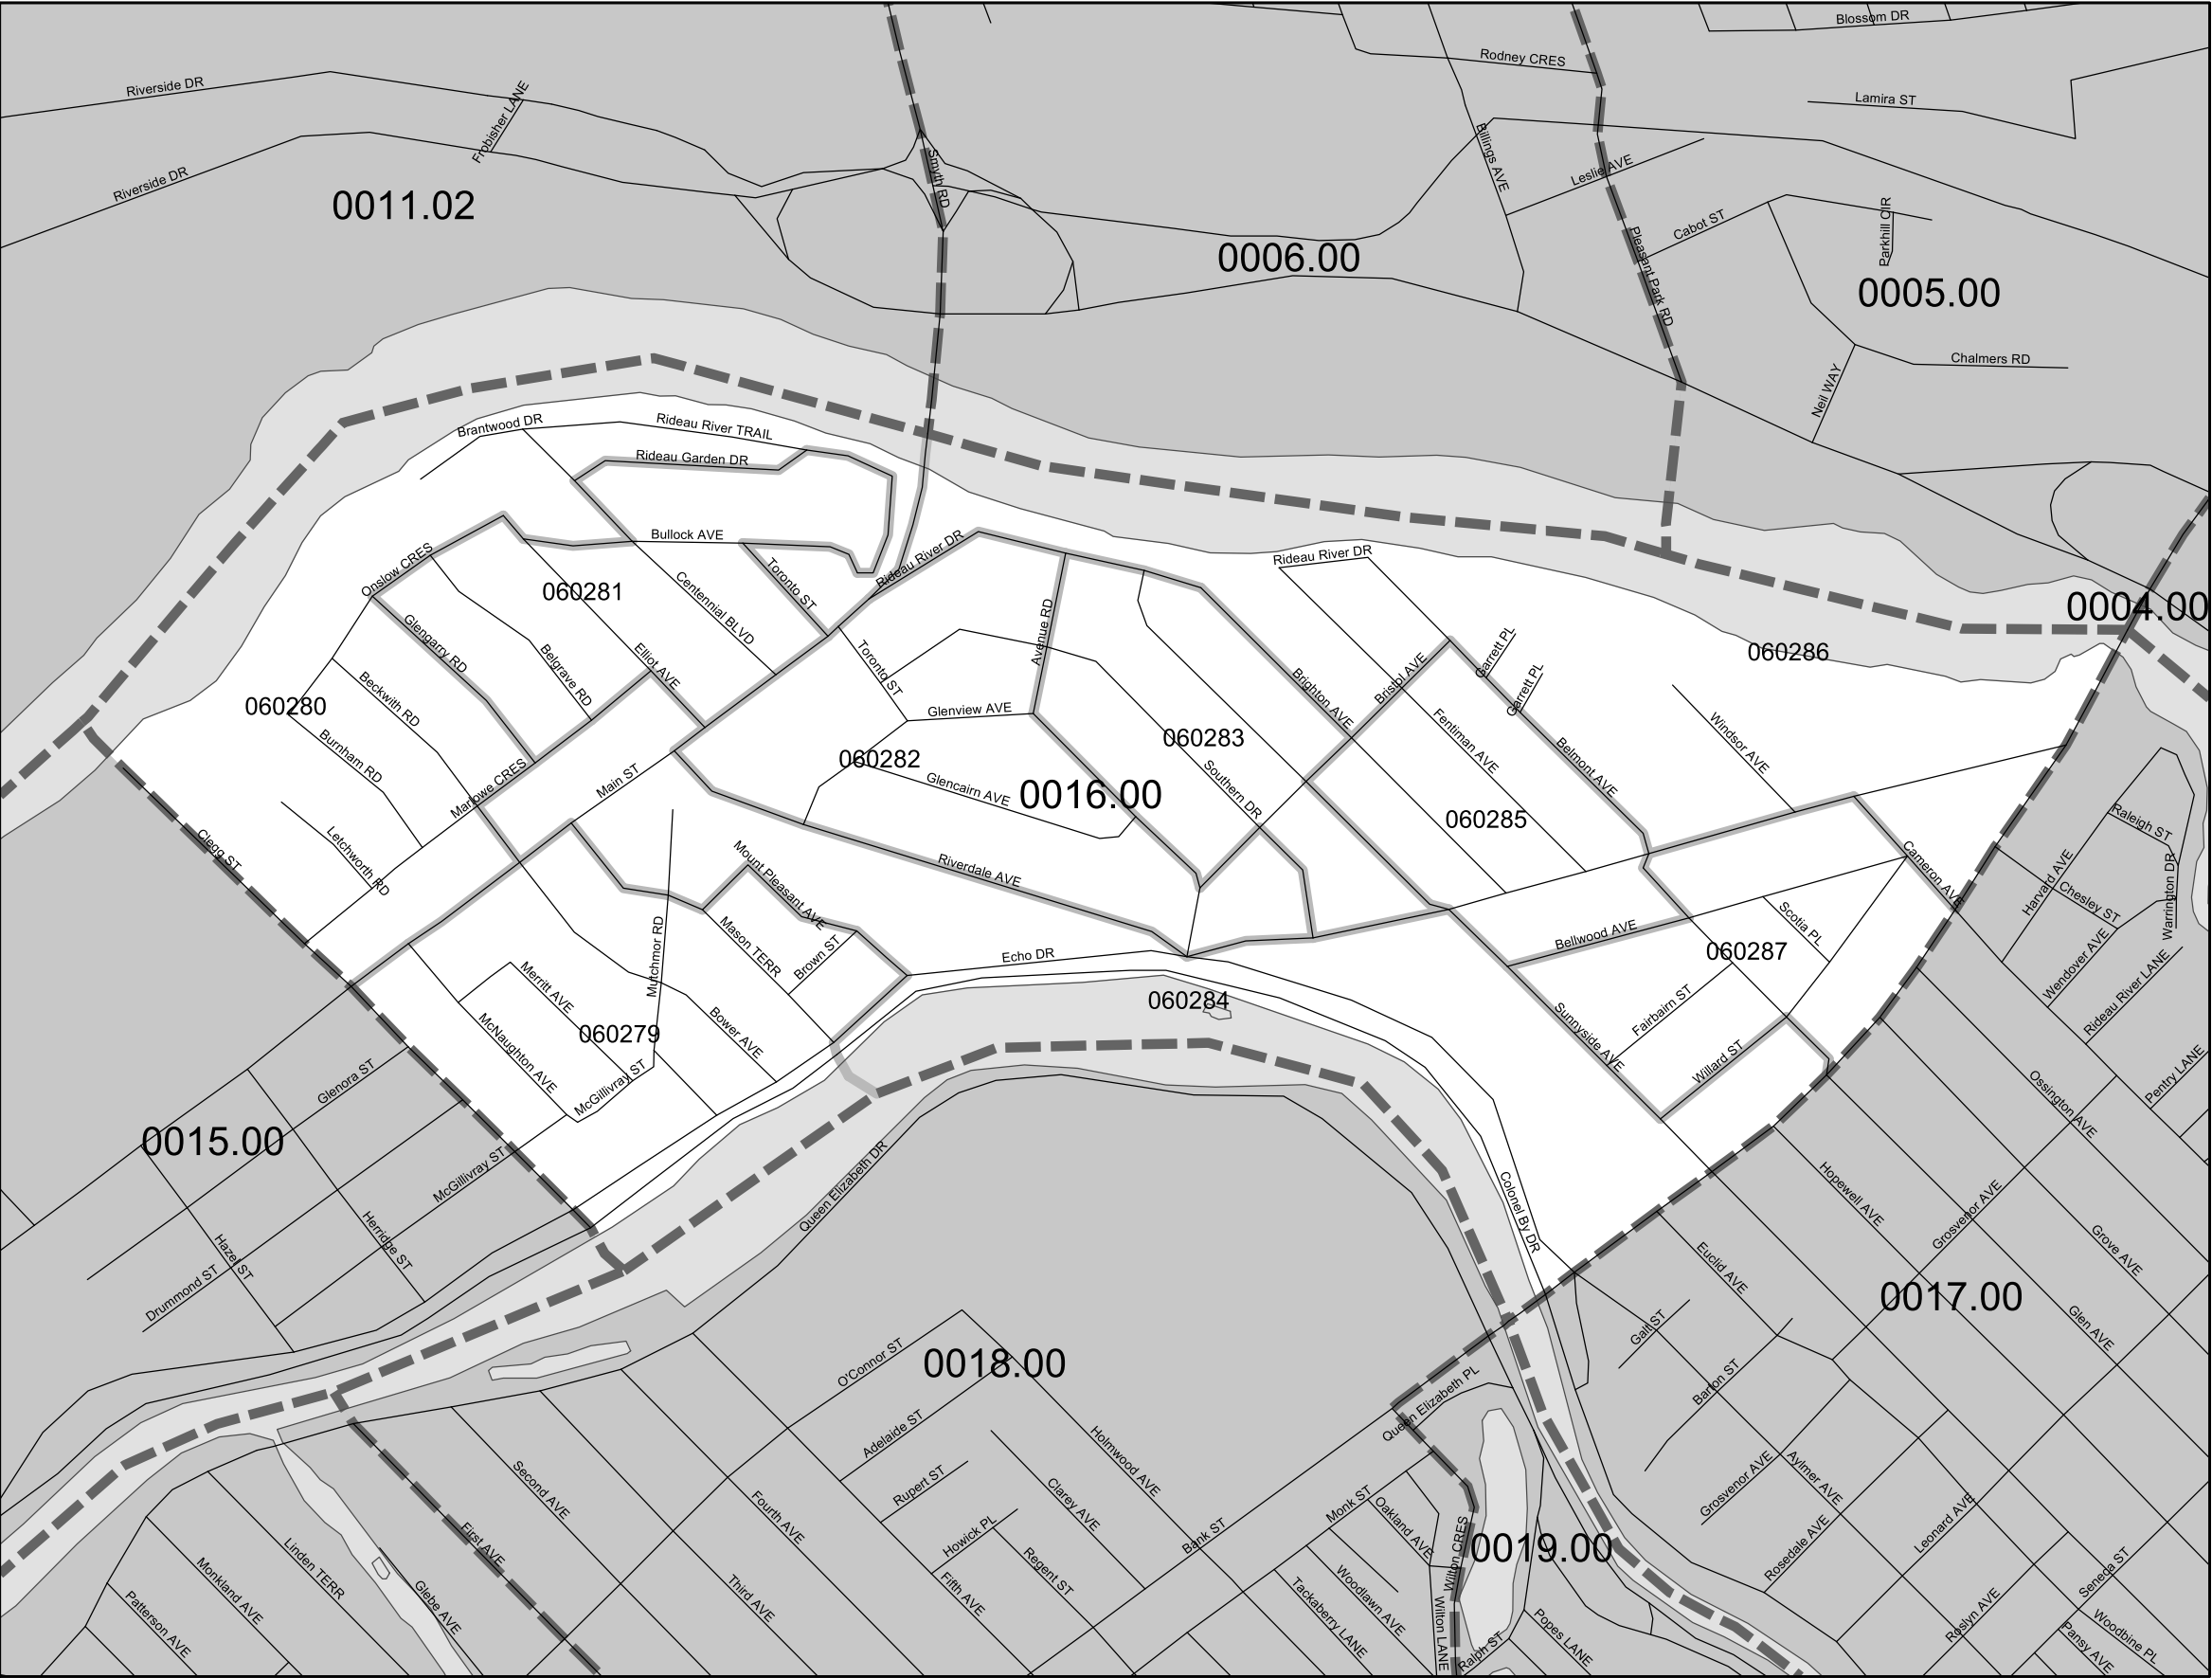 Blossom DR
Rodney CRES
Riverside DR
Frobisher LANE
Lamira ST
Billings AVE
Leslie AVE
Smyth RD
Riverside DR
0011.02
Cabot ST
Parkhill CIR
Pleasant Park RD
0006.00
0005.00
Chalmers RD
Neil WAY
Brantwood DR
Rideau River TRAIL
Rideau Garden DR
Bullock AVE
Rideau River DR
Rideau River DR
Onslow CRES
Toronto ST
060281
Centennial BLVD
0004.00
Glengarry RD
Belgrave RD
Elliot AVE
Toronto ST
Avenue RD
Garrett PL
060286
Garrett PL
Bristol AVE
Brighton AVE
Beckwith RD
060280
Glenview AVE
Fentiman AVE
Windsor AVE
060283
Burnham RD
060282
Belmont AVE
Marlowe CRES
Main ST
Glencairn AVE
0016.00
Southern DR
060285
Raleigh ST
Clegg ST
Letchworth RD
Mount Pleasant AVE
Riverdale AVE
Cameron AVE
Harvard AVE
Warrington DR
Chesley ST
Scotia PL
Bellwood AVE
Mason TERR
Brown ST
Echo DR
060287
Mutchmor RD
Wendover AVE
Rideau River LANE
Merritt AVE
060284
Fairbairn ST
McNaughton AVE
060279
Bower AVE
Sunnyside AVE
Willard ST
McGillivray ST
Glenora ST
Ossington AVE
Pentry LANE
0015.00
McGillivray ST
Queen Elizabeth DR
Colonel By DR
Hopewell AVE
Grosvenor AVE
Herridge ST
Hazel ST
Grove AVE
Drummond ST
Euclid AVE
0017.00
Glen AVE
Galt ST
O'Connor ST
0018.00
Barton ST
Queen Elizabeth PL
Adelaide ST
Holmwood AVE
Rupert ST
Clarey AVE
Second AVE
Fourth AVE
Monk ST
Oakland AVE
Grosvenor AVE
Aylmer AVE
Bank ST
Howick PL
First AVE
Wilton CRES
0019.00
Rosedale AVE
Leonard AVE
Linden TERR
Monkland AVE
Regent ST
Fifth AVE
Third AVE
Glebe AVE
Patterson AVE
Tackaberry LANE
Woodlawn AVE
Wilton LANE
Ralph ST
Popes LANE
Roslyn AVE
Seneca ST
Woodbine PL
Pansy AVE